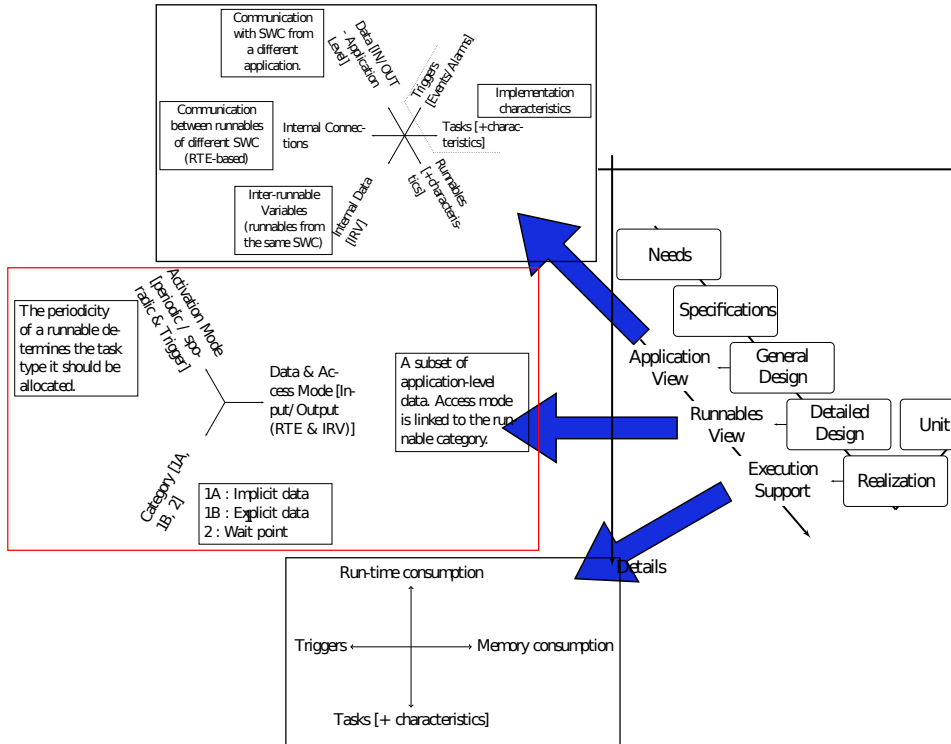 Communication
with SWC from
a different
application.
Data [IN/OUT
- Application
Level]
Triggers
[Events/Alarms]
Implementation
characteristics
Communication
between runnables
of different SWC
(RTE-based)
Internal Connec-
tions
Tasks [+charac-
teristics]
Runnables
[+characteris-
tics]
Inter-runnable
Variables
(runnables from
the same SWC)
Internal Data
[IRV]
The periodicity
of a runnable de-
termines the task
type it should be
allocated.
Activation Mode
[periodic / spo-
radic & Trigger]
Data & Ac-
cess Mode [In-
put/Output
(RTE & IRV)]
A subset of
application-level
data. Access mode
is linked to the run-
nable category.
Category [1A,
1B, 2]
1A : Implicit data
1B : Explicit data
2 : Wait point
Needs
Specifications
Application
View
General
Design
Runnables
View
Detailed
Design
Unit
Execution
Support
Realization
Details
Run-time consumption
Triggers
Memory consumption
Tasks [+ characteristics]